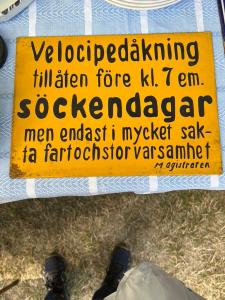 Velocipedåkning
tillåten före kl. 7 em.
söckendagar
men endast i mycket sak-
ta fart och stor varsamhet
Magistraten